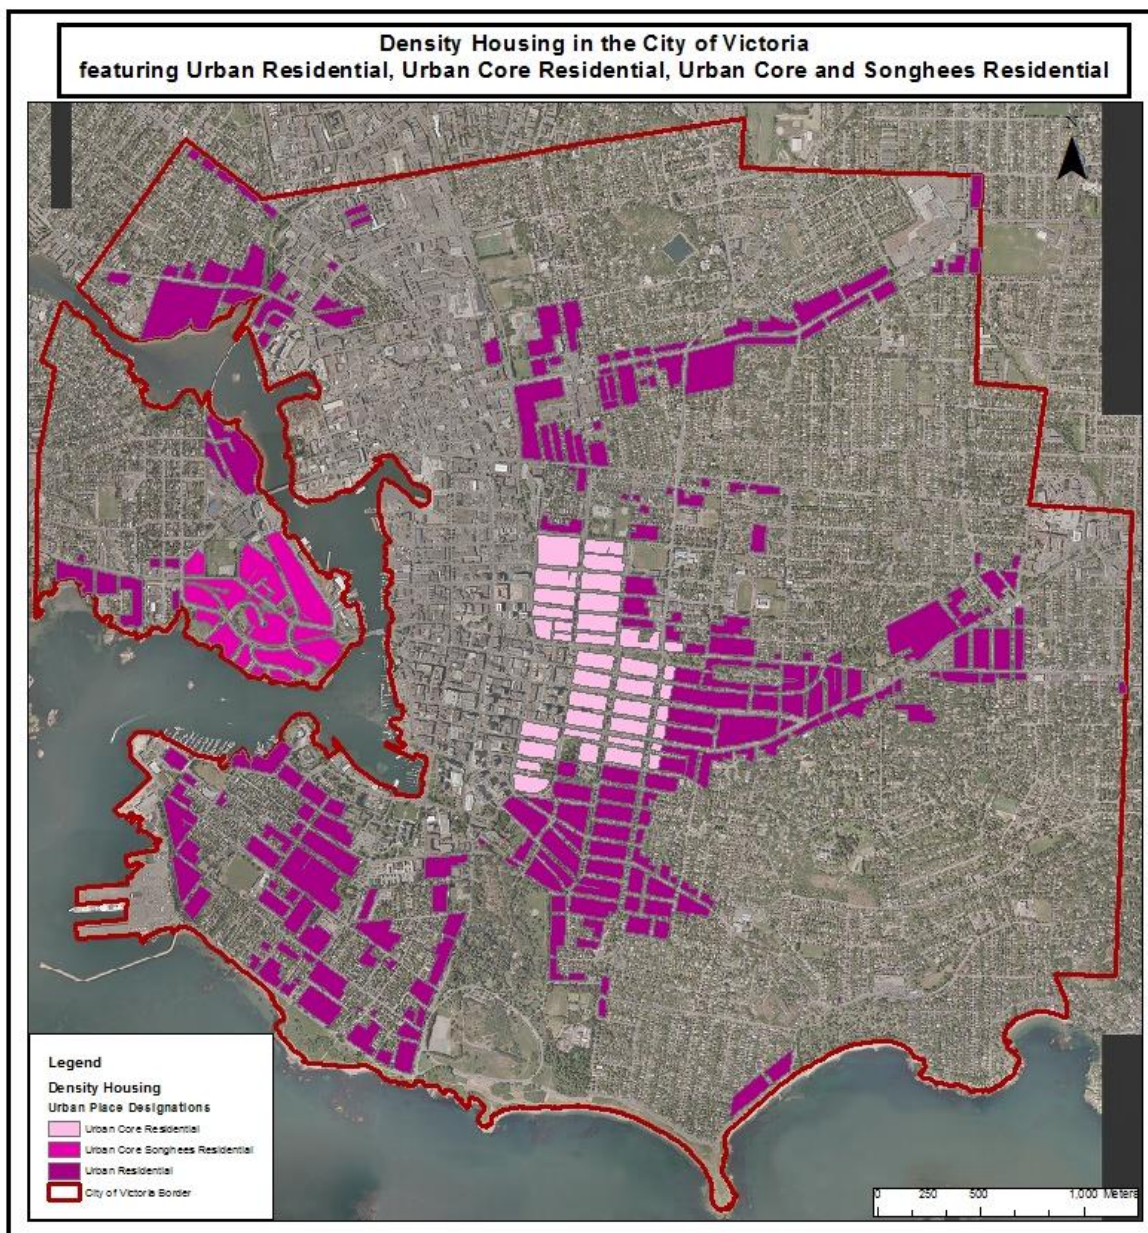 Density Housing in the City of Victoria
featuring Urban Residential, Urban Core Residential, Urban Core and Songhees Residential
N
Legend
Density Housing
Urban Place Designations
Urban Core Residential
Urban Core Songhees Residential
Urban Residential
City of Victoria Border
0 250 500 1,000 Meters